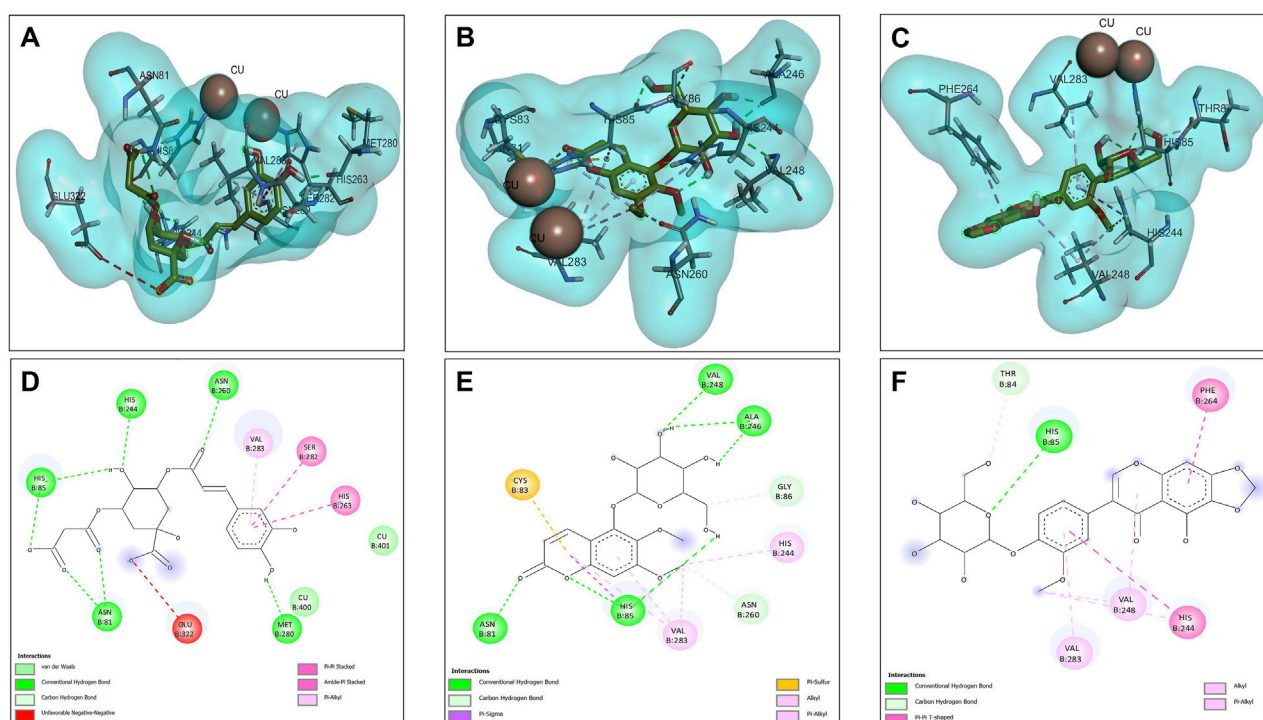 A
ASN81
CU
CU
MET280
HIS263
GLU322
B
CU
CU
ALA246
GLY86
HIS85
HIS244
VAL248
VAL283
ASN260
C
CU
CU
VAL283
PHE264
HIS85
HIS244
VAL248
D
HIS
B:244
ASN
B:260
VAL
B:283
SER
B:282
HIS
B:85
HIS
B:263
CU
B:401
CU
B:400
ASN
B:81
GLU
B:322
MET
B:280
Interactions
van der Waals
Conventional Hydrogen Bond
Carbon Hydrogen Bond
Unfavorable Negative-Negative
Pi-Pi Stacked
Amide-Pi Stacked
Pi-Alkyl
E
VAL
B:248
ALA
B:246
CYS
B:83
GLY
B:86
HIS
B:244
ASN
B:260
ASN
B:81
HIS
B:85
VAL
B:283
Interactions
Conventional Hydrogen Bond
Carbon Hydrogen Bond
Pi-Sigma
Pi-Sulfur
Alkyl
Pi-Alkyl
F
THR
B:84
HIS
B:85
PHE
B:264
VAL
B:248
HIS
B:244
VAL
B:283
Interactions
Conventional Hydrogen Bond
Carbon Hydrogen Bond
Pi-Pi T-shaped
Alkyl
Pi-Alkyl